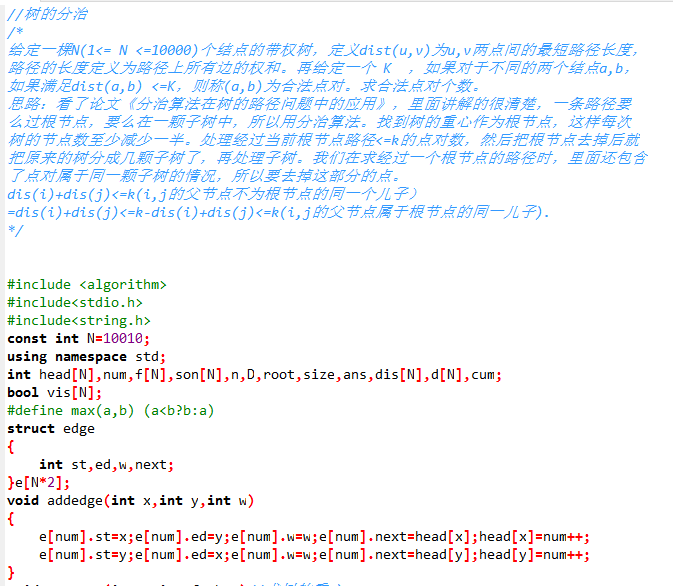 //树的分治
/*
给定一棵N(1<= N <=10000)个结点的带权树，定义dist(u,v)为u,v两点间的最短路径长度，
路径的长度定义为路径上所有边的权和。再给定一个 K ，如果对于不同的两个结点a,b，
如果满足dist(a,b) <=K，则称(a,b)为合法点对。求合法点对个数。
思路：看了论文《分治算法在树的路径问题中的应用》，里面讲解的很清楚，一条路径要
么过根节点，要么在一颗子树中，所以用分治算法。找到树的重心作为根节点，这样每次
树的节点数至少减少一半。处理经过当前根节点路径<=k的点对数，然后把根节点去掉后就
把原来的树分成几颗子树了，再处理子树。我们在求经过一个根节点的路径时，里面还包含
了点对属于同一颗子树的情况，所以要去掉这部分的点。
dis(i)+dis(j)<=k(i,j的父节点不为根节点的同一个儿子）
=dis(i)+dis(j)<=k-dis(i)+dis(j)<=k(i,j的父节点属于根节点的同一儿子).
*/
#include <algorithm>
#include<stdio.h>
#include<string.h>
const int N=10010;
using namespace std;
int head[N],num,f[N],son[N],n,D,root,size,ans,dis[N],d[N],cum;
bool vis[N];
#define max(a,b) (a<b?b:a)
struct edge
{
    int st,ed,w,next;
}e[N*2];
void addedge(int x,int y,int w)
{
    e[num].st=x;e[num].ed=y;e[num].w=w;e[num].next=head[x];head[x]=num++;
    e[num].st=y;e[num].ed=x;e[num].w=w;e[num].next=head[y];head[y]=num++;
}